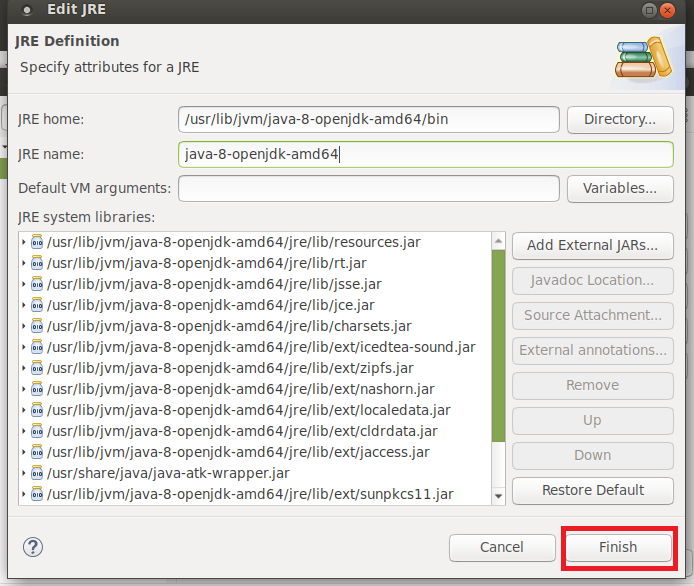 Edit JRE
JRE Definition
Specify attributes for a JRE
JRE home: /usr/lib/jvm/java-8-openjdk-amd64/bin Directory...
JRE name: java-8-openjdk-amd64
Default VM arguments: Variables...
JRE system libraries:
/usr/lib/jvm/java-8-openjdk-amd64/jre/lib/resources.jar
/usr/lib/jvm/java-8-openjdk-amd64/jre/lib/rt.jar
/usr/lib/jvm/java-8-openjdk-amd64/jre/lib/jsse.jar
/usr/lib/jvm/java-8-openjdk-amd64/jre/lib/jce.jar
/usr/lib/jvm/java-8-openjdk-amd64/jre/lib/charsets.jar
/usr/lib/jvm/java-8-openjdk-amd64/jre/lib/ext/icedtea-sound.jar
/usr/lib/jvm/java-8-openjdk-amd64/jre/lib/ext/zipfs.jar
/usr/lib/jvm/java-8-openjdk-amd64/jre/lib/ext/nashorn.jar
/usr/lib/jvm/java-8-openjdk-amd64/jre/lib/ext/localedata.jar
/usr/lib/jvm/java-8-openjdk-amd64/jre/lib/ext/cldrdata.jar
/usr/lib/jvm/java-8-openjdk-amd64/jre/lib/ext/jaccess.jar
/usr/share/java/java-atk-wrapper.jar
/usr/lib/jvm/java-8-openjdk-amd64/jre/lib/ext/sunpkcs11.jar
Add External JARs...
Javadoc Location...
Source Attachment...
External annotations...
Remove
Up
Down
Restore Default
? Cancel Finish